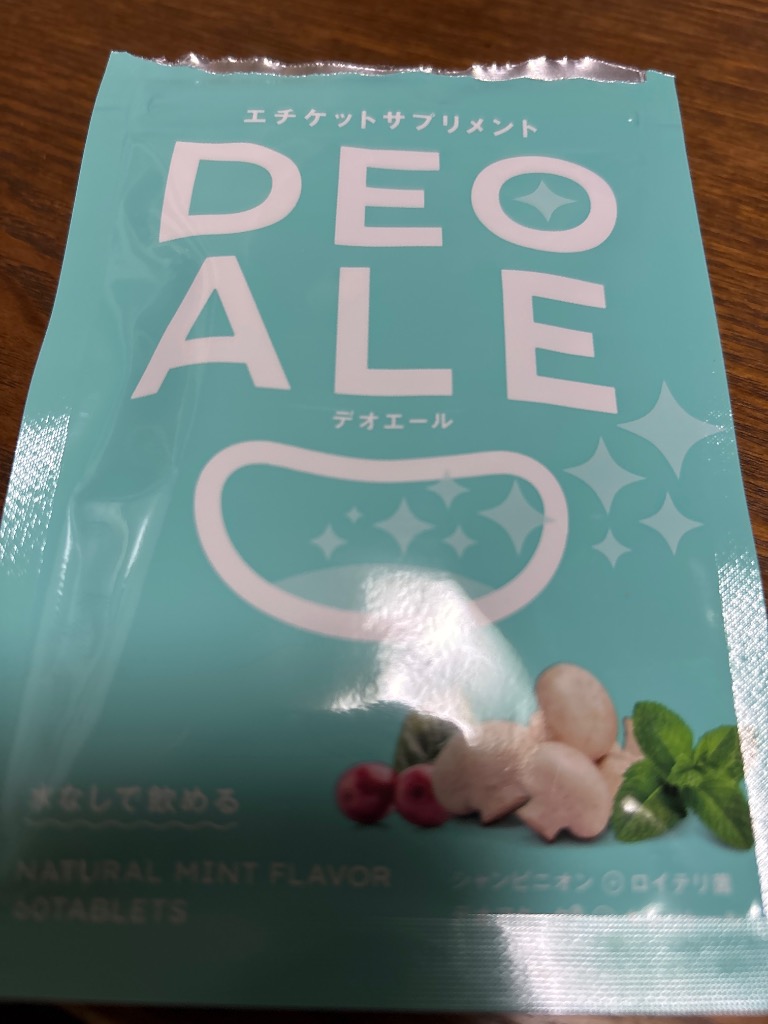 エチケットサプリメント
DEO
ALE
デオエール
水なしで飲める
NATURAL MINT FLAVOR
60TABLETS
シャンピニオン ロイテリ菌